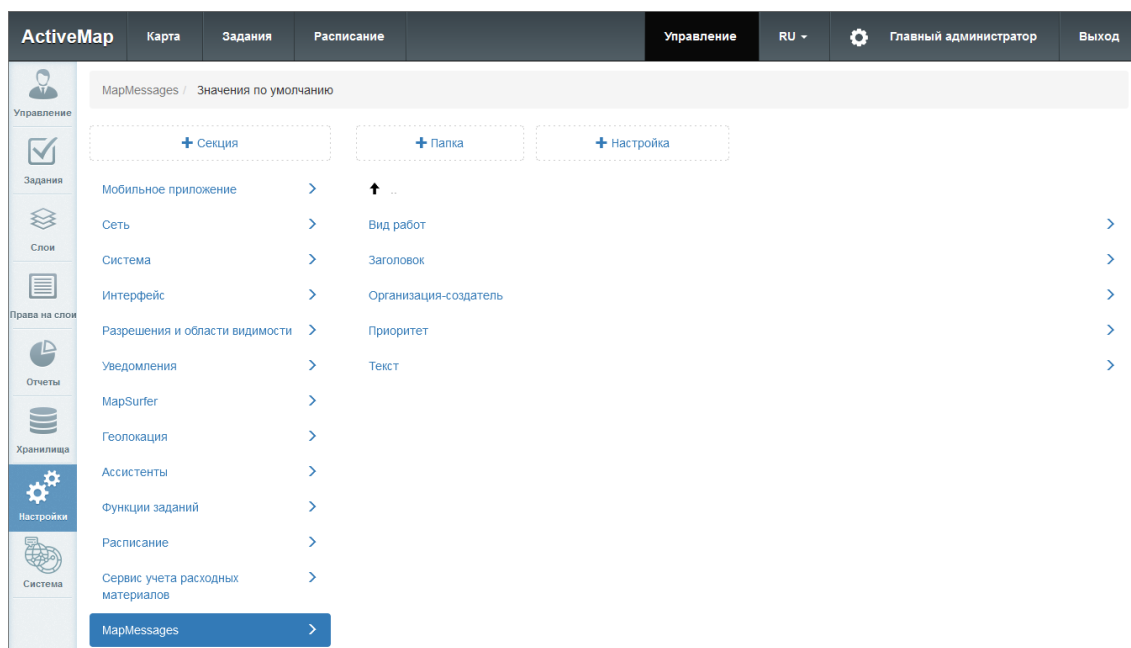 ActiveMap Карта Задания Расписание Управление RU Главный администратор Выход
MapMessages / Значения по умолчанию
Управление
Задания
Слои
Права на слои
Отчеты
Хранилища
Настройки
Система
+ Секция
Мобильное приложение
Сеть
Система
Интерфейс
Разрешения и области видимости
Уведомления
MapSurfer
Геолокация
Ассистенты
Функции заданий
Расписание
Сервис учета расходных
материалов
MapMessages
+ Папка + Настройка
..
Вид работ
Заголовок
Организация-создатель
Приоритет
Текст